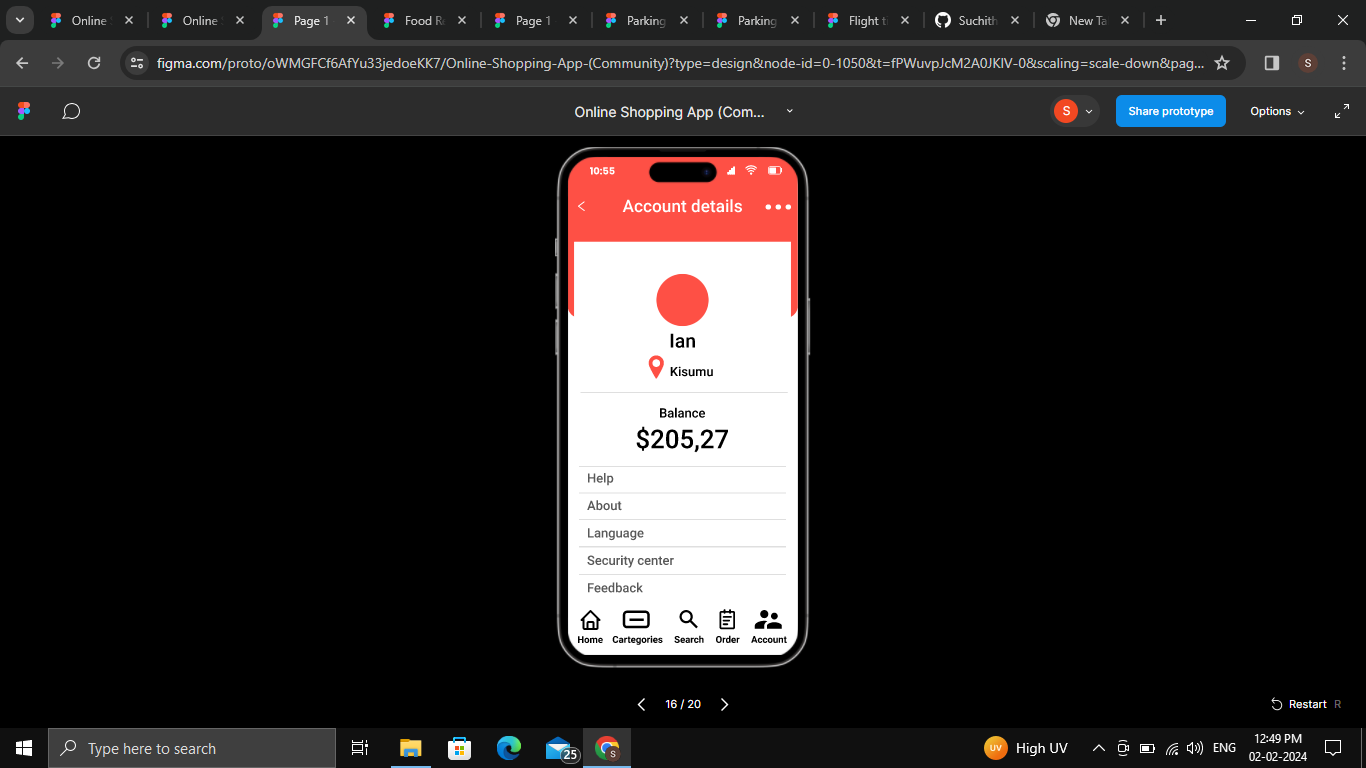 Online
Online
Page 1
Food Re
Page 1
Parking
Parking
Flight ti
Suchith
New Ta
figma.com/proto/oWMGFCf6AfYu33jedoeKK7/Online-Shopping-App-(Community)?type=design&node-id=0-1050&t=fPWuvpJcM2A0JKlV-0&scaling=scale-down&pag...
S
Online Shopping App (Com...
S
Share prototype
Options
10:55
Account details
Ian
Kisumu
Balance
$205,27
Help
About
Language
Security center
Feedback
Home
Cartegories
Search
Order
Account
16 / 20
Restart R
Type here to search
25
S
UV
High UV
ENG
12:49 PM
02-02-2024